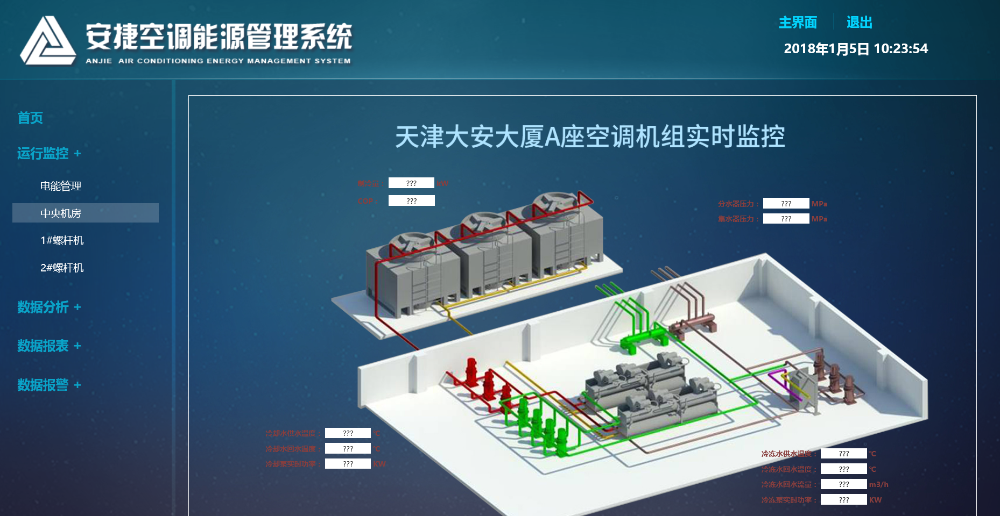 安捷空调能源管理系统
ANJIE AIR CONDITIONING ENERGY MANAGEMENT SYSTEM
主界面 退出
2018年1月5日 10:23:54
首页
运行监控 +
电能管理
中央机房
1#螺杆机
2#螺杆机
数据分析 +
数据报表 +
数据报警 +
天津大安大厦A座空调机组实时监控
制冷量： ??? kW
COP： ???
分水器压力： ??? MPa
集水器压力： ??? MPa
冷却水供水温度： ??? ℃
冷却水回水温度： ??? ℃
冷却泵实时功率： ??? KW
冷冻水供水温度： ??? ℃
冷冻水回水温度： ??? ℃
冷冻水回水流量： ??? m3/h
冷冻泵实时功率： ??? KW